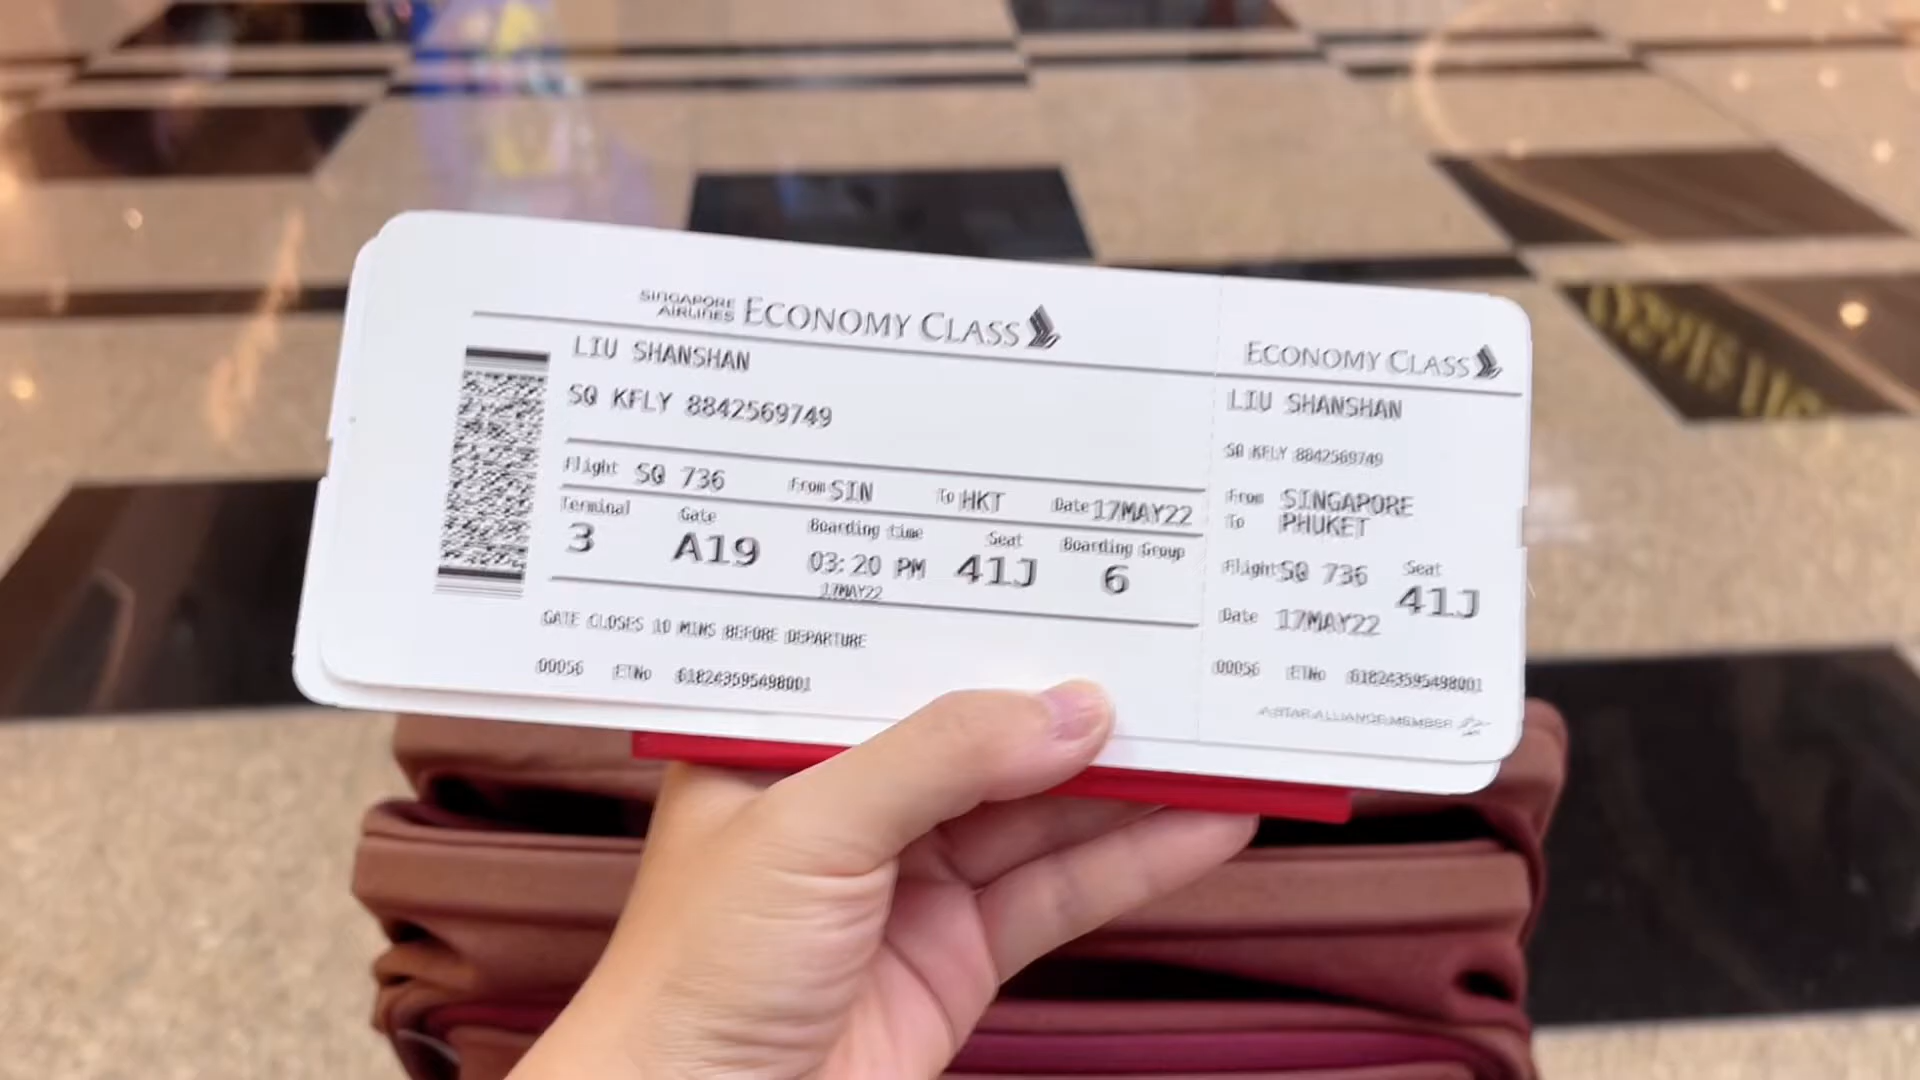 SINGAPORE
AIRLINES
ECONOMY CLASS
LIU SHANSHAN
SQ KFLY 8842569749
Flight SQ 736 From SIN To HKT Date 17MAY22
Terminal Gate Boarding time Seat Boarding Group
3 A19 03:20 PM 41J 6
17MAY22
GATE CLOSES 10 MINS BEFORE DEPARTURE
00056 ETNo 618243595498001
ECONOMY CLASS
LIU SHANSHAN
SQ KFLY 8842569749
From SINGAPORE
To PHUKET
Flight SQ 736 Seat
Date 17MAY22 41J
00056 ETNo 618243595498001
A STAR ALLIANCE MEMBER